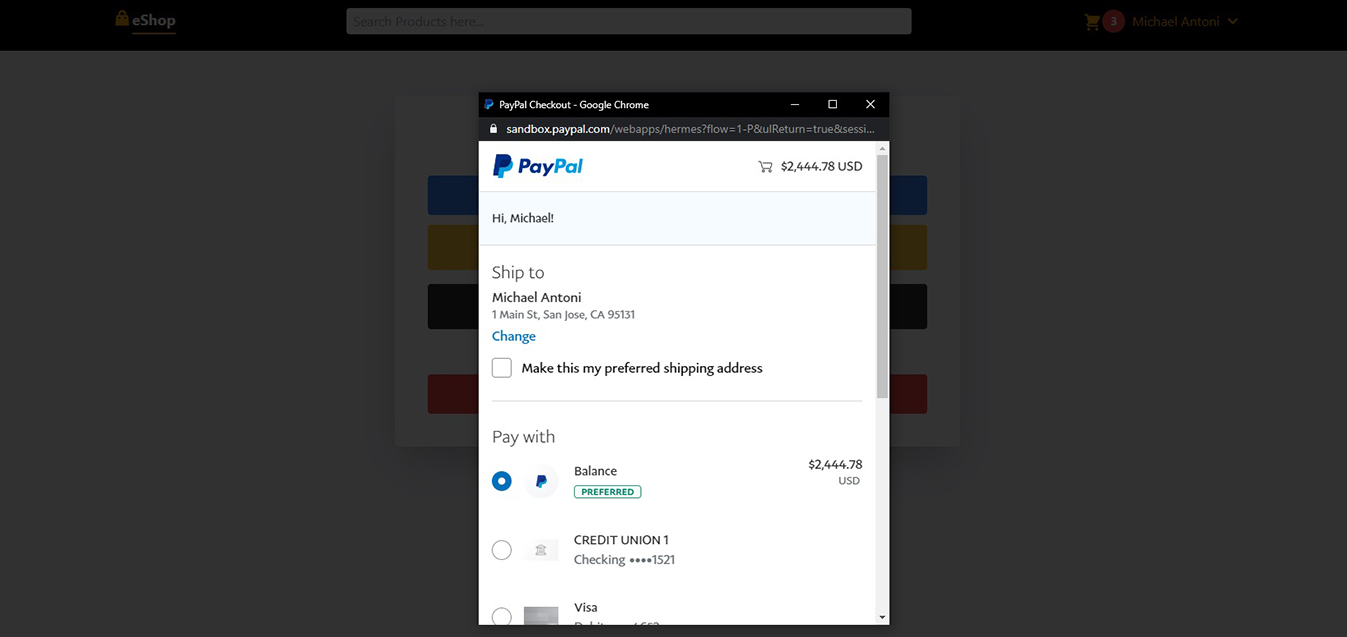 eShop
Search Products here...
3
Michael Antoni
PayPal Checkout - Google Chrome
sandbox.paypal.com/webapps/hermes?flow=1-P&ulReturn=true&sessi...
PayPal
$2,444.78 USD
Hi, Michael!
Ship to
Michael Antoni
1 Main St, San Jose, CA 95131
Change
Make this my preferred shipping address
Pay with
Balance
$2,444.78
PREFERRED
USD
CREDIT UNION 1
Checking ••••1521
Visa